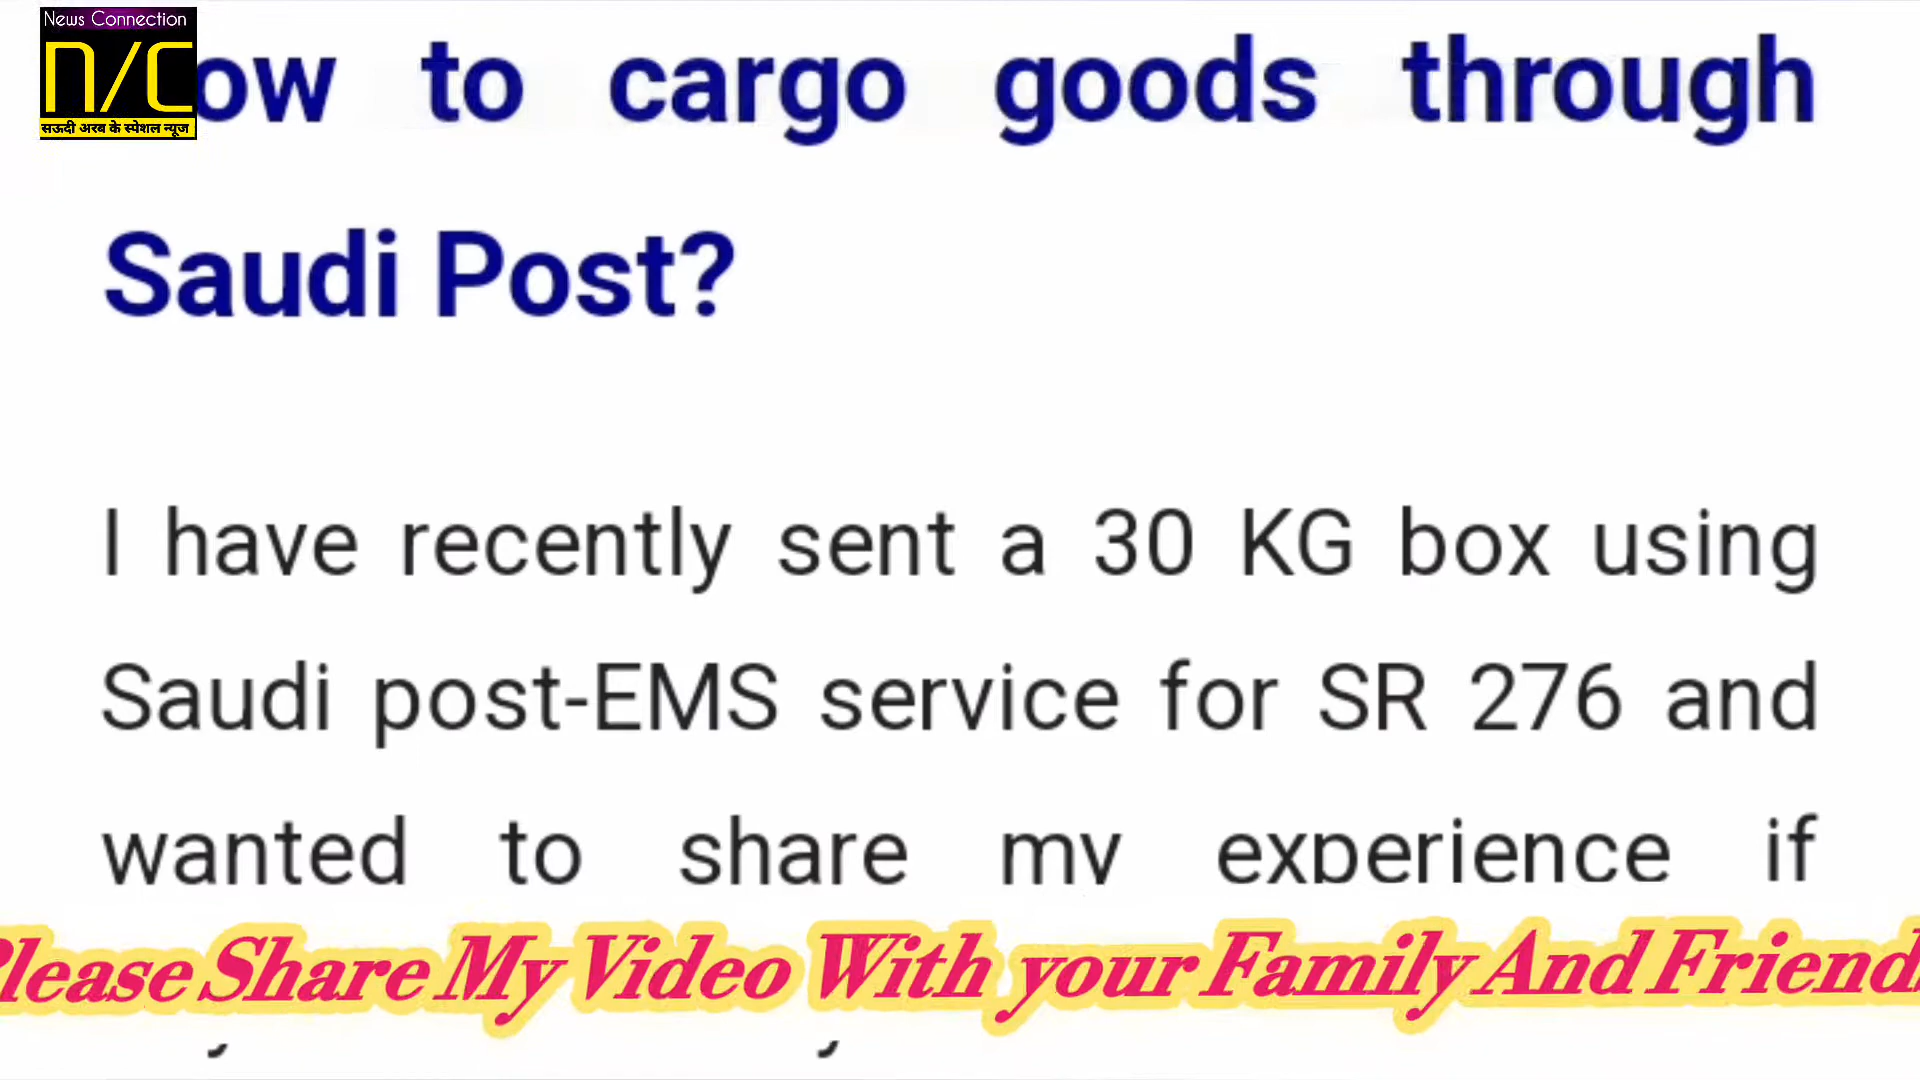 News Connection
n/C
सऊदी अरब के स्पेशल न्यूज
ow to cargo goods through
Saudi Post?
I have recently sent a 30 KG box using
Saudi post-EMS service for SR 276 and
wanted to share my experience if
Please Share My Video With your Family And Friends